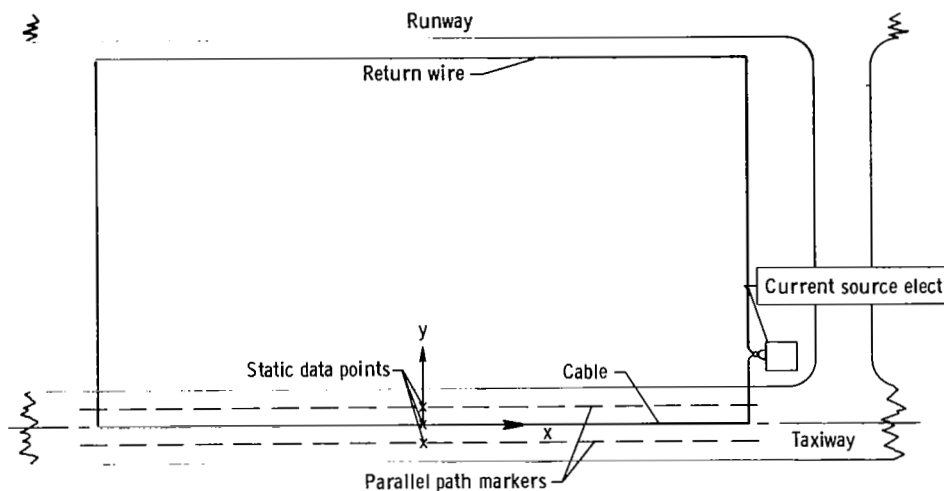 Runway
Return wire
Current source elect
y
Static data points
Cable
x
Taxiway
Parallel path markers